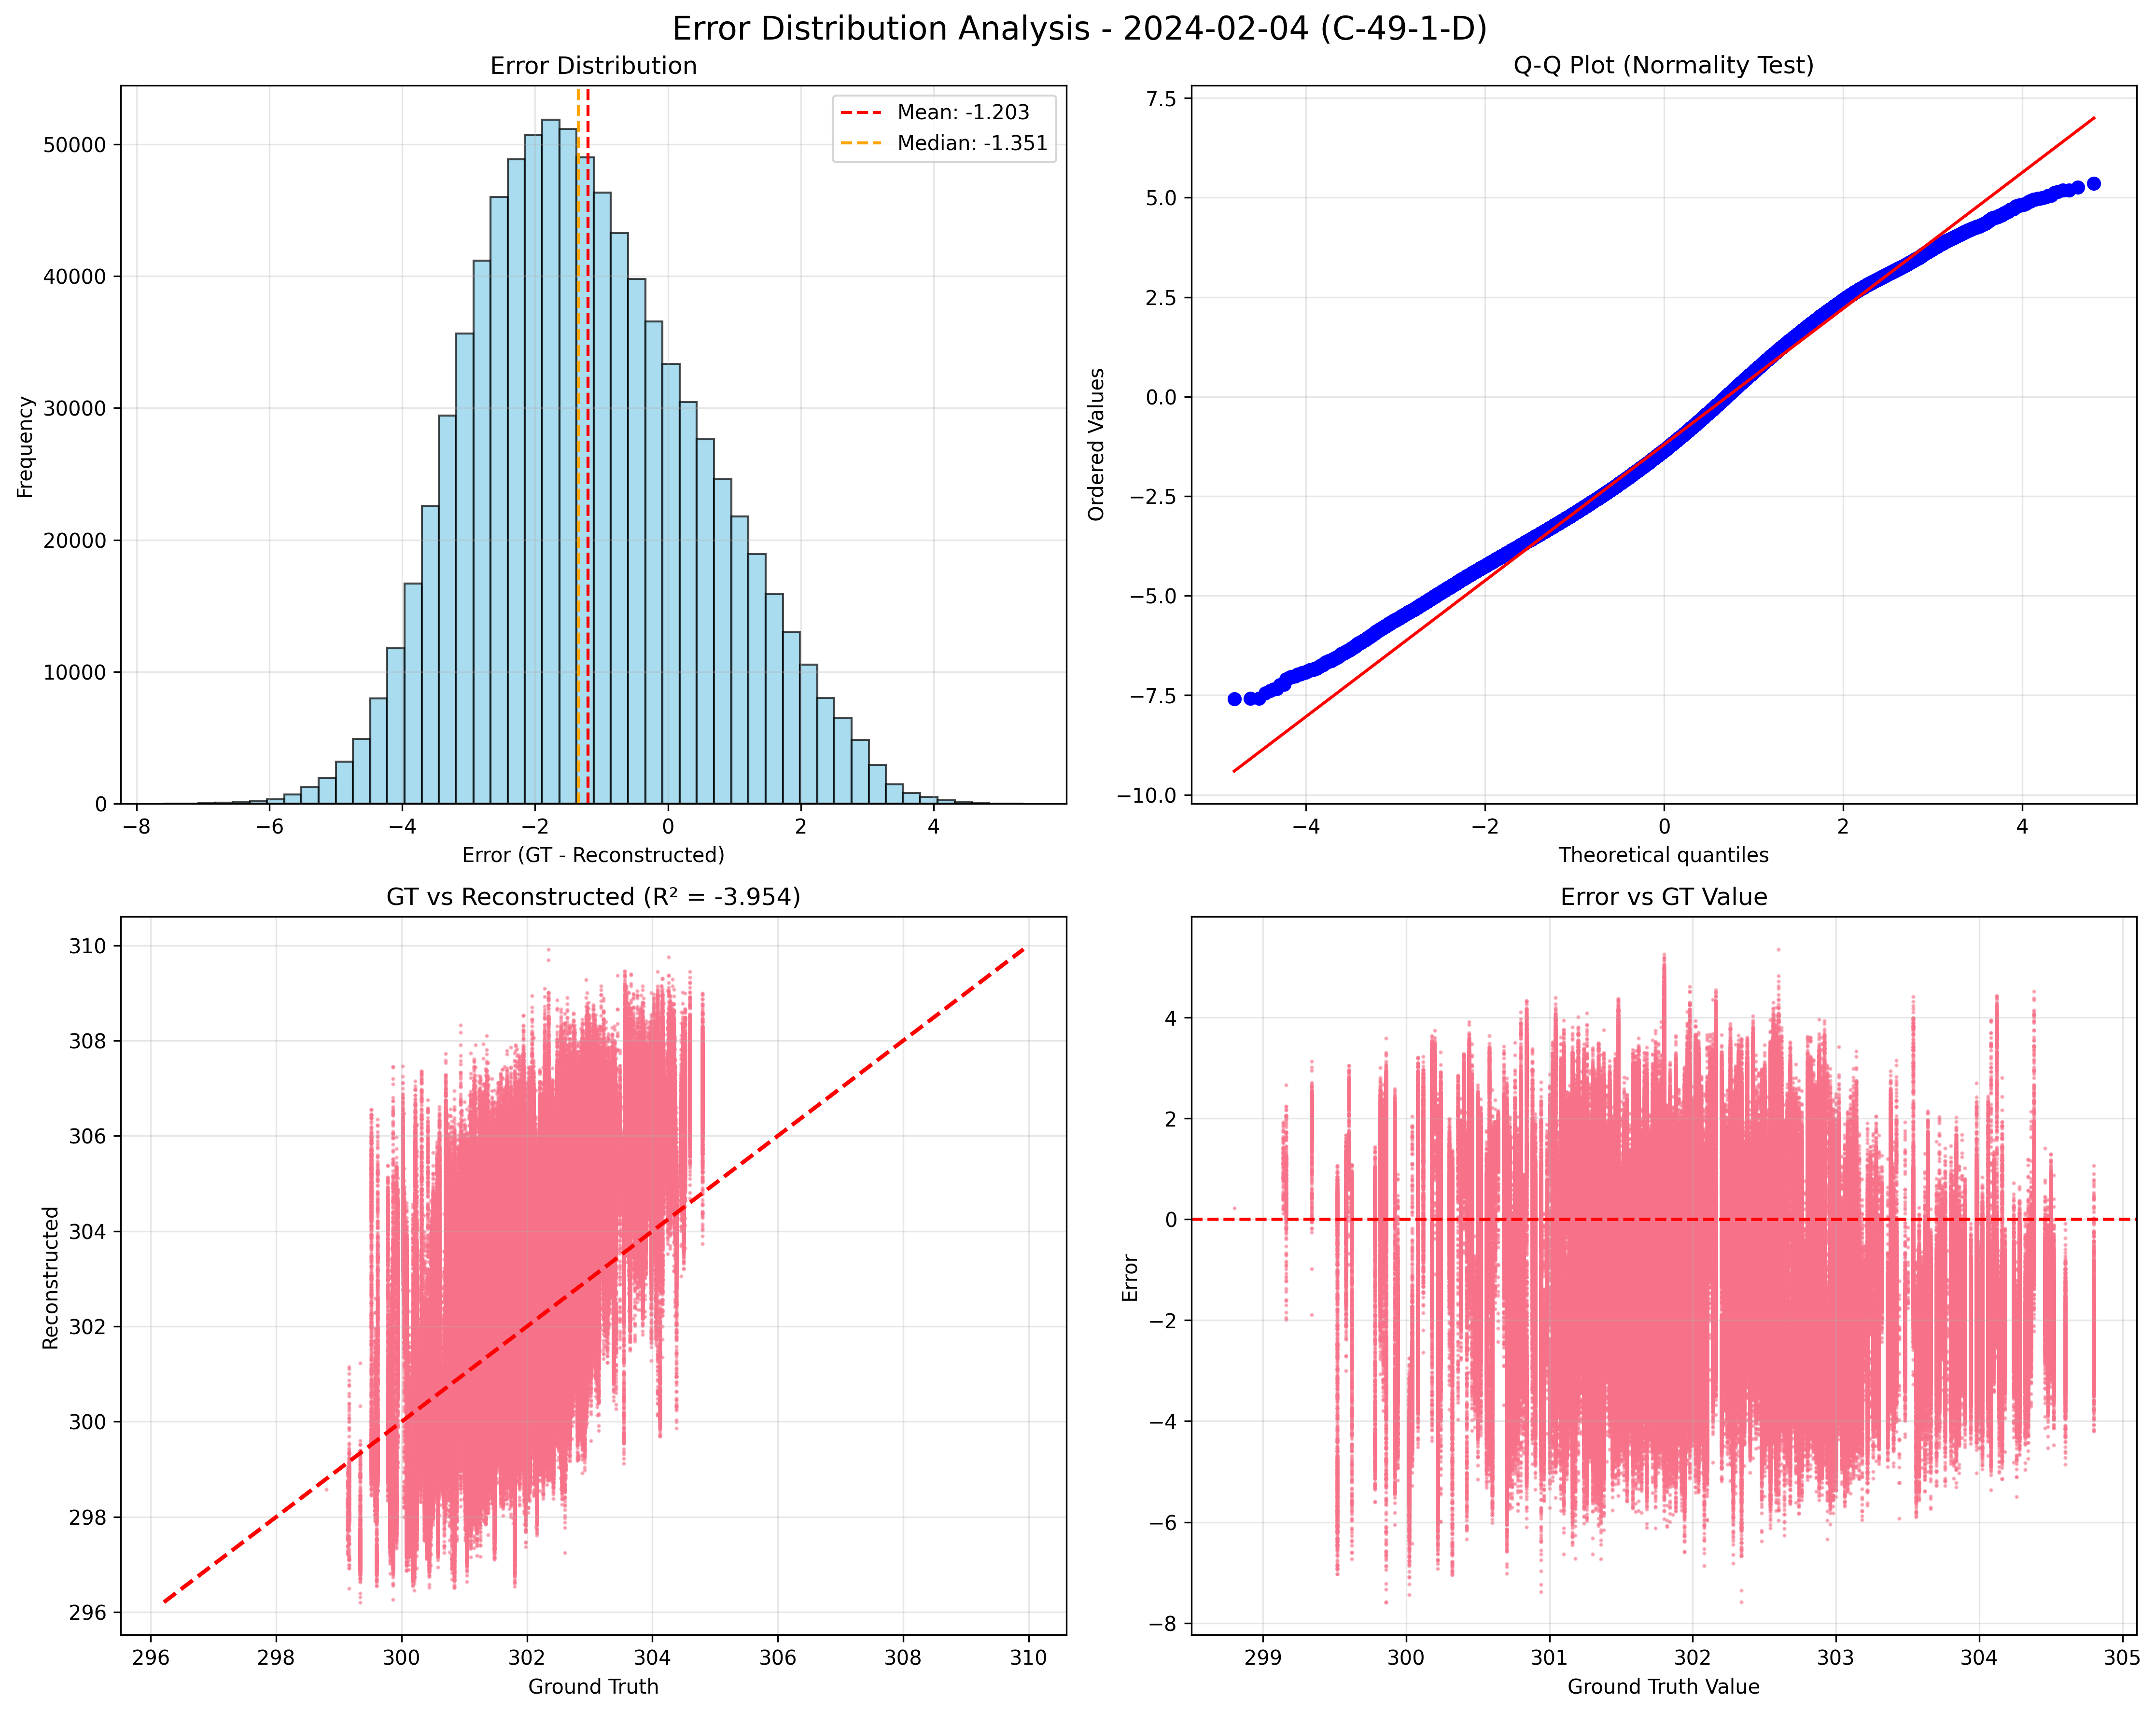 Error Distribution Analysis - 2024-02-04 (C-49-1-D)
Error Distribution
Mean: -1.203
Median: -1.351
50000
40000
30000
20000
10000
0
Frequency
−8 −6 −4 −2 0 2 4
Error (GT - Reconstructed)
Q-Q Plot (Normality Test)
7.5
5.0
2.5
0.0
−2.5
−5.0
−7.5
−10.0
Ordered Values
−4 −2 0 2 4
Theoretical quantiles
GT vs Reconstructed (R² = -3.954)
310
308
306
304
302
300
298
296
Reconstructed
296 298 300 302 304 306 308 310
Ground Truth
Error vs GT Value
4
2
0
−2
−4
−6
−8
Error
299 300 301 302 303 304 305
Ground Truth Value